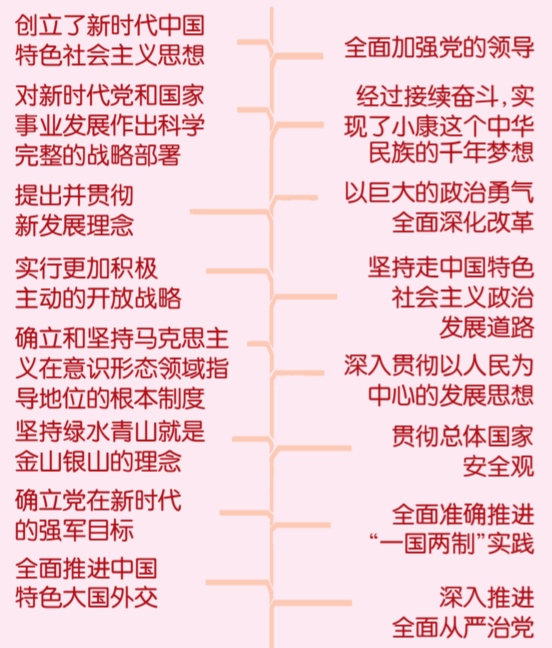 创立了新时代中国
特色社会主义思想
全面加强党的领导
对新时代党和国家
事业发展作出科学
完整的战略部署
经过接续奋斗,实
现了小康这个中华
民族的千年梦想
提出并贯彻
新发展理念
以巨大的政治勇气
全面深化改革
实行更加积极
主动的开放战略
坚持走中国特色
社会主义政治
发展道路
确立和坚持马克思主
义在意识形态领域指
导地位的根本制度
深入贯彻以人民为
中心的发展思想
坚持绿水青山就是
金山银山的理念
贯彻总体国家
安全观
确立党在新时代
的强军目标
全面准确推进
“一国两制”实践
全面推进中国
特色大国外交
深入推进
全面从严治党